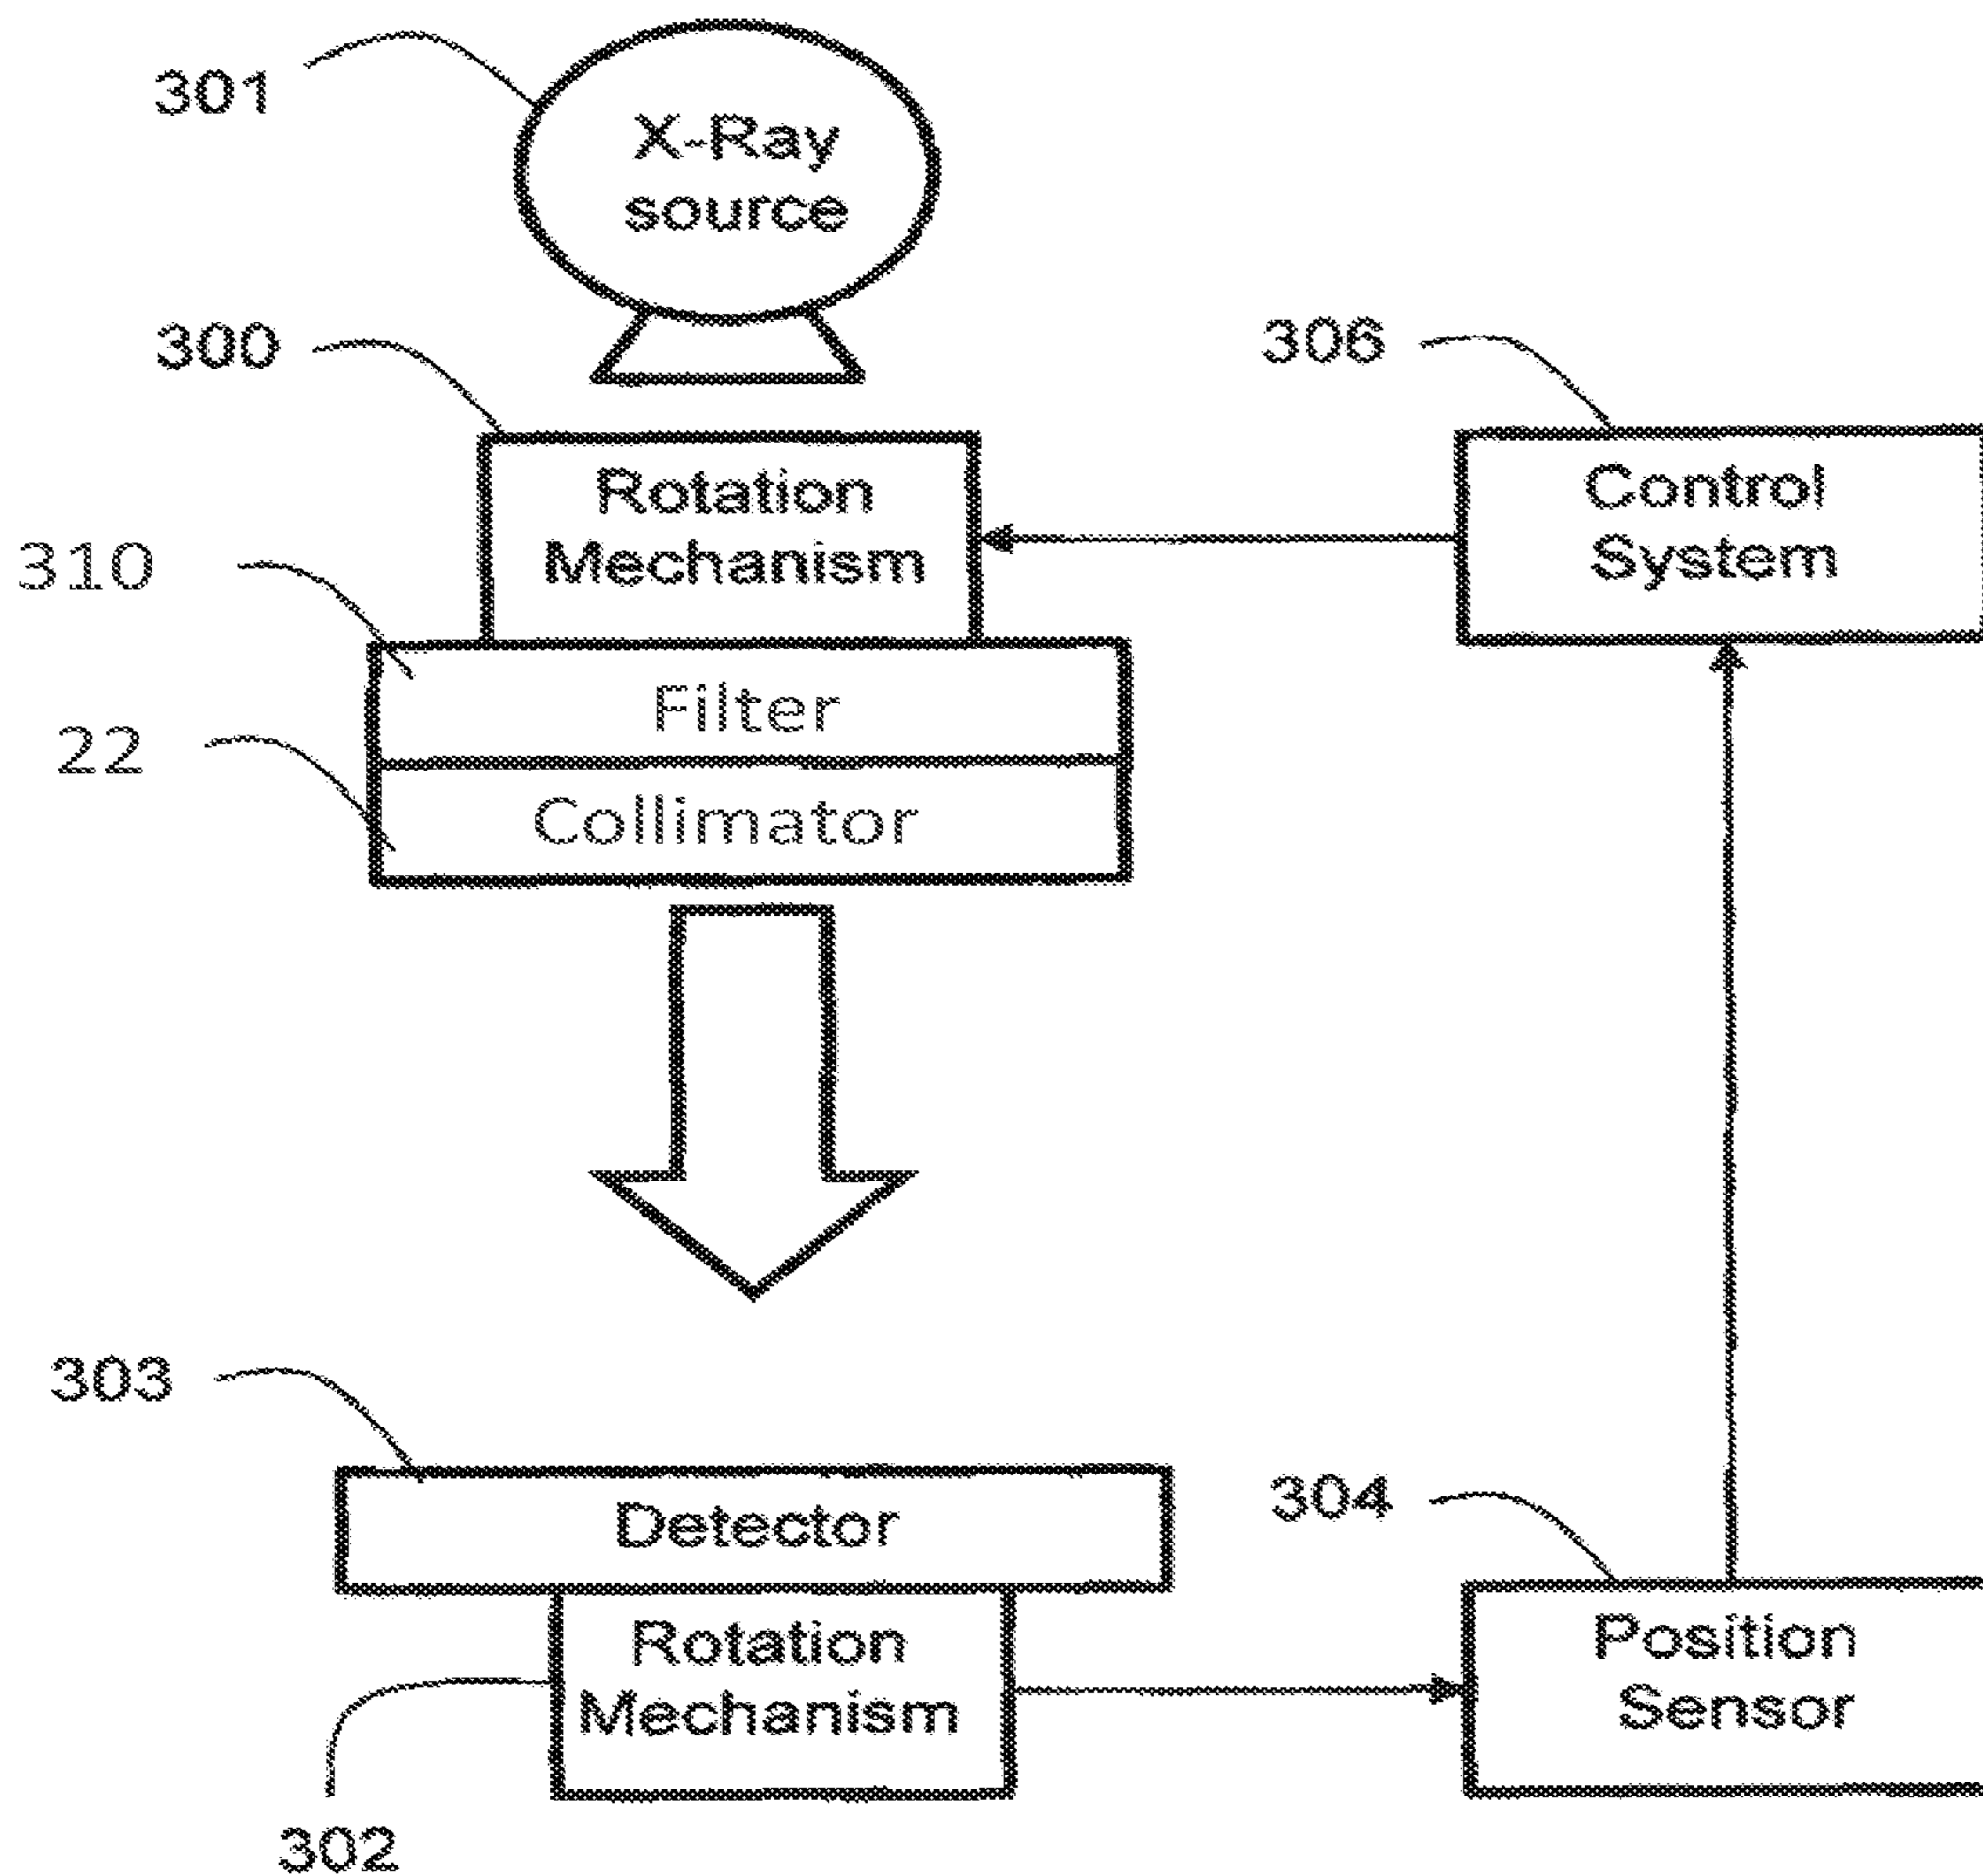 301
X-Ray
source
300
Rotation
Mechanism
306
Control
System
310
Filter
22
Collimator
303
Detector
304
Position
Sensor
Rotation
Mechanism
302